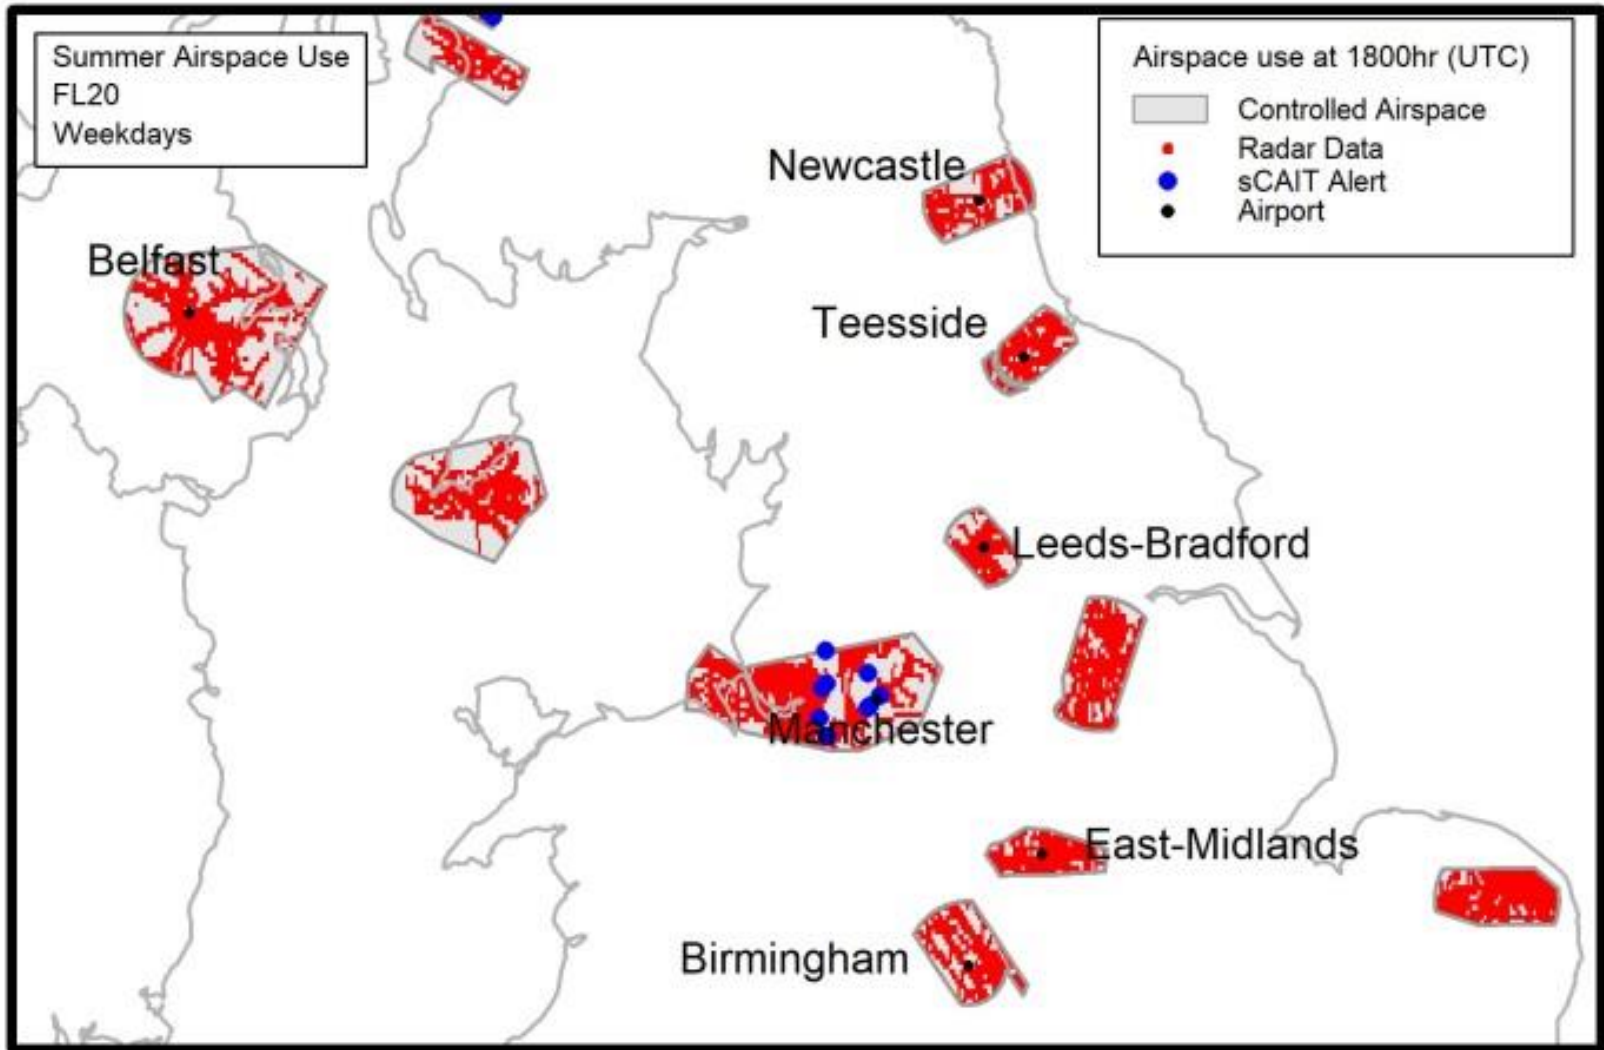 Summer Airspace Use
FL20
Weekdays
Airspace use at 1800hr (UTC)
Controlled Airspace
Radar Data
sCAIT Alert
Airport
Newcastle
Belfast
Teesside
Leeds-Bradford
Manchester
East-Midlands
Birmingham